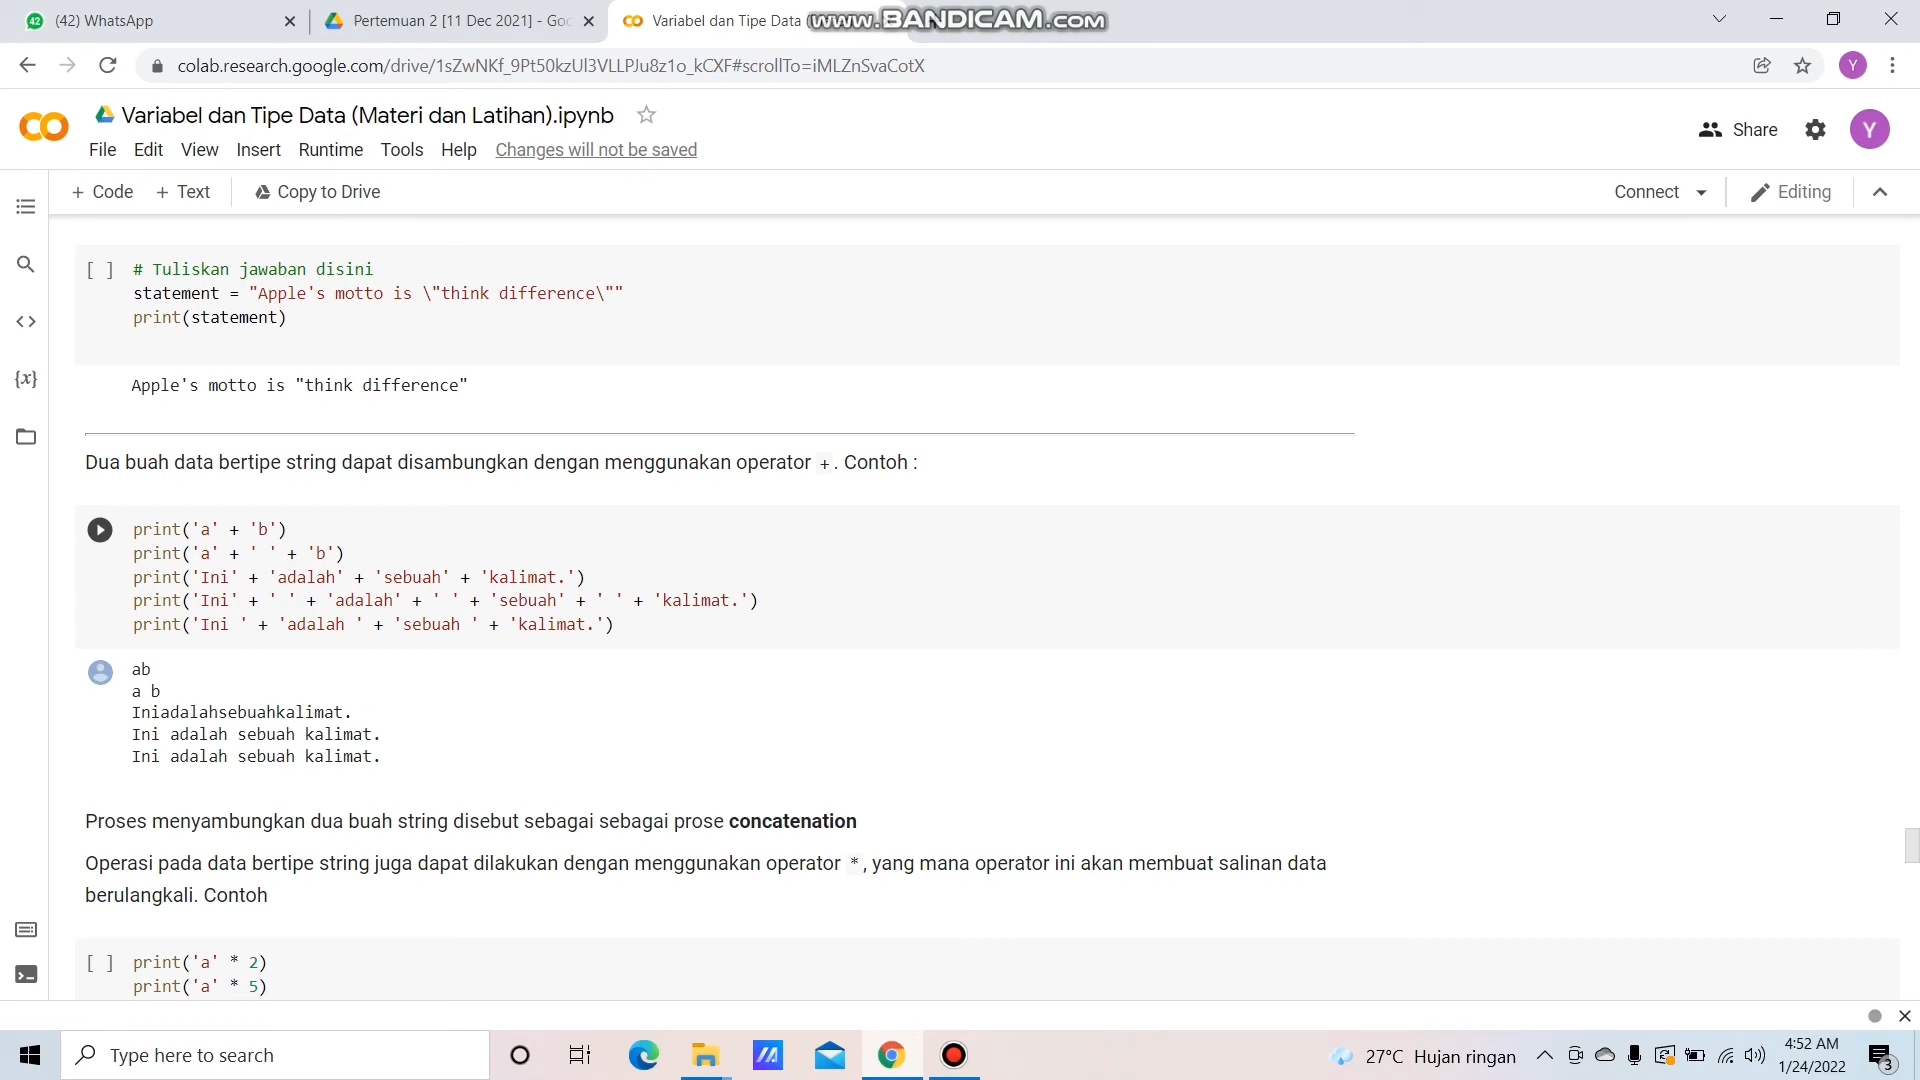 (42) WhatsApp
Pertemuan 2 [11 Dec 2021] - Goo
Variabel dan Tipe Data (
www.BANDICAM.com
colab.research.google.com/drive/1sZwNKf_9Pt50kzUl3VLLPJu8z1o_kCXF#scrollTo=iMLZnSvaCotX
Y
Variabel dan Tipe Data (Materi dan Latihan).ipynb
Share
Y
File Edit View Insert Runtime Tools Help Changes will not be saved
+ Code + Text Copy to Drive
Connect Editing
[ ] # Tuliskan jawaban disini
statement = "Apple's motto is \"think difference\""
print(statement)
Apple's motto is "think difference"
Dua buah data bertipe string dapat disambungkan dengan menggunakan operator +. Contoh :
print('a' + 'b')
print('a' + ' ' + 'b')
print('Ini' + 'adalah' + 'sebuah' + 'kalimat.')
print('Ini' + ' ' + 'adalah' + ' ' + 'sebuah' + ' ' + 'kalimat.')
print('Ini ' + 'adalah ' + 'sebuah ' + 'kalimat.')
ab
a b
Iniadalahsebuahkalimat.
Ini adalah sebuah kalimat.
Ini adalah sebuah kalimat.
Proses menyambungkan dua buah string disebut sebagai sebagai prose concatenation
Operasi pada data bertipe string juga dapat dilakukan dengan menggunakan operator *, yang mana operator ini akan membuat salinan data
berulangkali. Contoh
[ ] print('a' * 2)
print('a' * 5)
Type here to search
27°C Hujan ringan
4:52 AM
1/24/2022
3